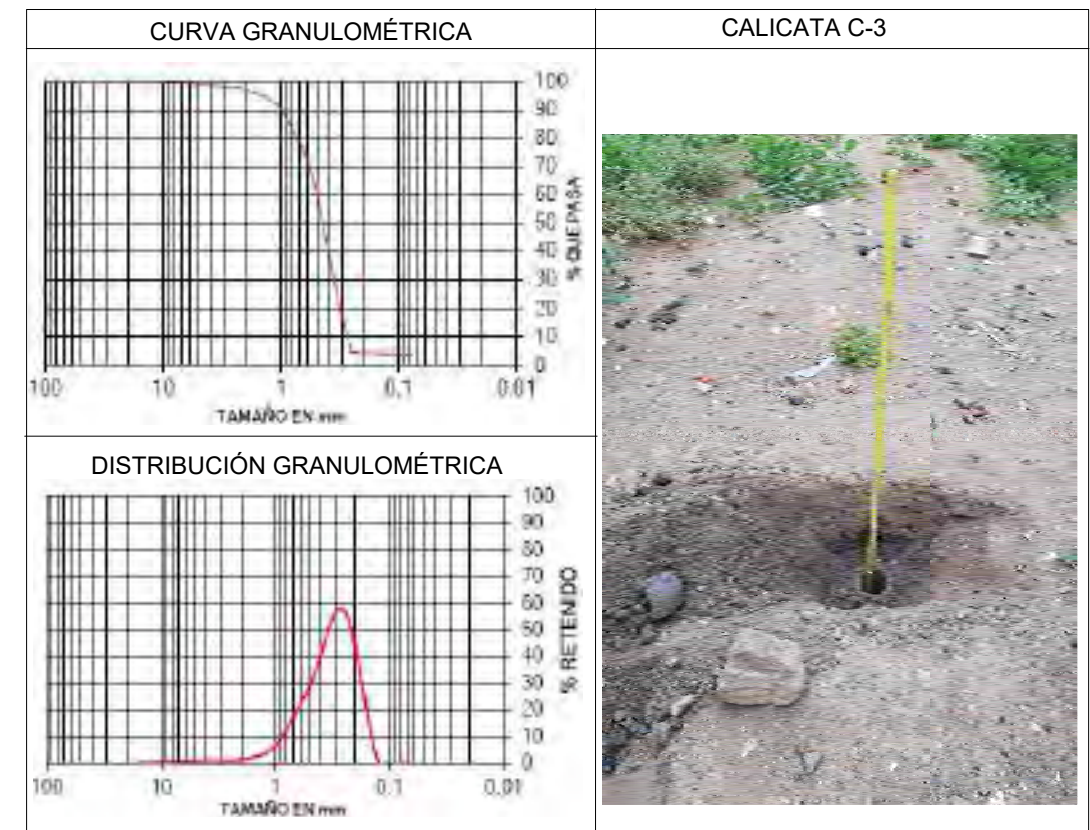 CURVA GRANULOMÉTRICA
100
90
80
70
60
50
40
30
20
10
0
% QUE PASA
100 10 1 0,1 0.01
TAMAÑO EN mm
DISTRIBUCIÓN GRANULOMÉTRICA
100
90
80
70
60
50
40
30
20
10
0
% RETENIDO
100 10 1 0,1 0,01
TAMAÑO EN mm
CALICATA C-3